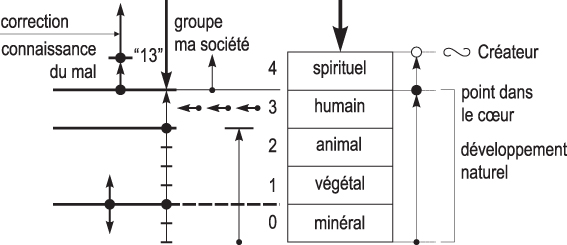 correction
connaissance
du mal
“13”
groupe
ma société
4
spirituel
3
humain
2
animal
1
végétal
0
minéral
Créateur
point dans
le cœur
développement
naturel